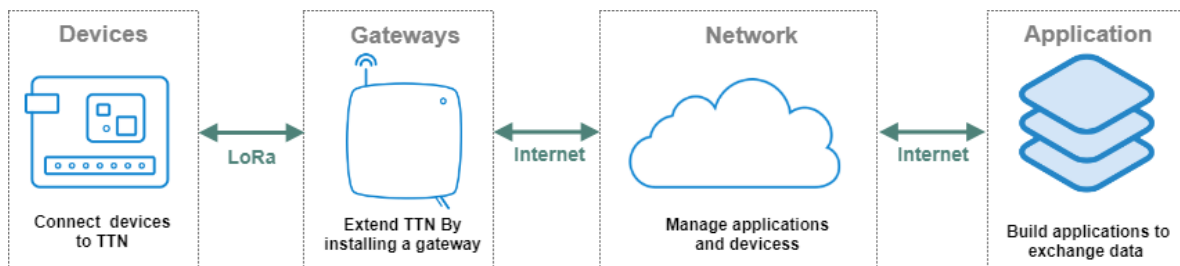 Devices
Gateways
Network
Application
LoRa
Internet
Internet
Connect devices
to TTN
Extend TTN By
installing a gateway
Manage applications
and devicess
Build applications to
exchange data